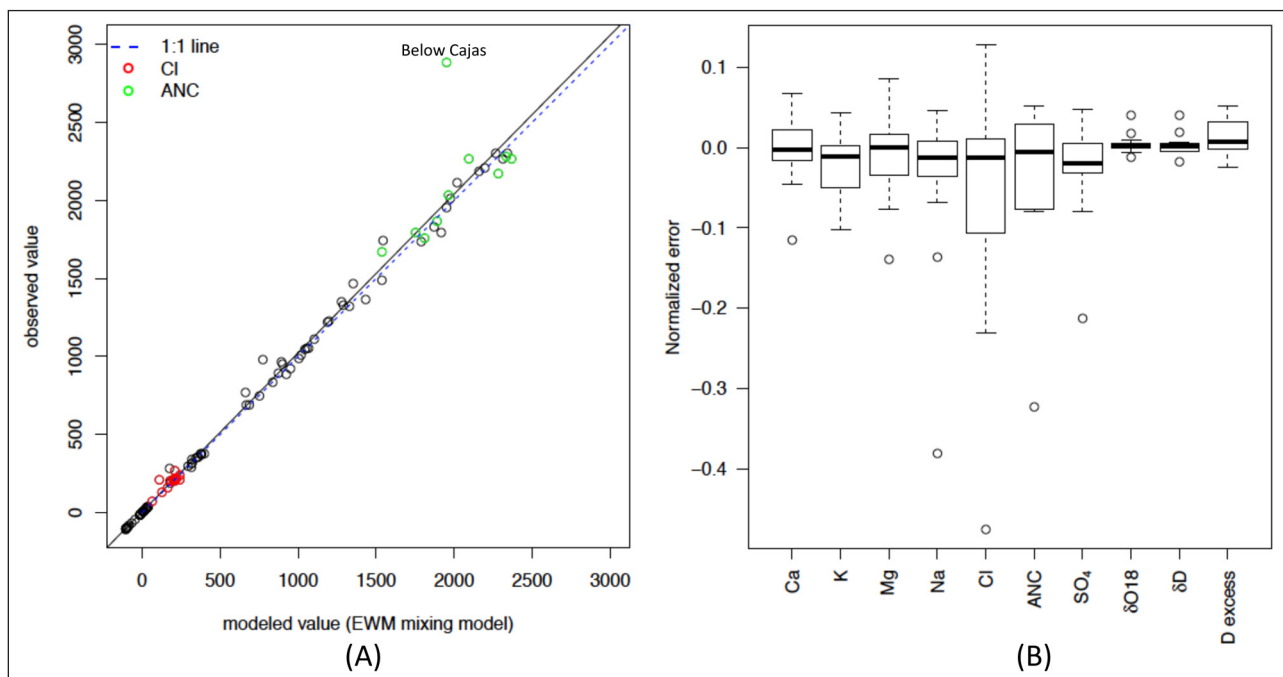 1:1 line
Cl
ANC
Below Cajas
observed value
0
500
1000
1500
2000
2500
3000
0
500
1000
1500
2000
2500
3000
modeled value (EWM mixing model)
(A)
Normalized error
0.1
0.0
−0.1
−0.2
−0.3
−0.4
Ca
K
Mg
Na
Cl
ANC
SO₄
δO18
δD
D excess
(B)